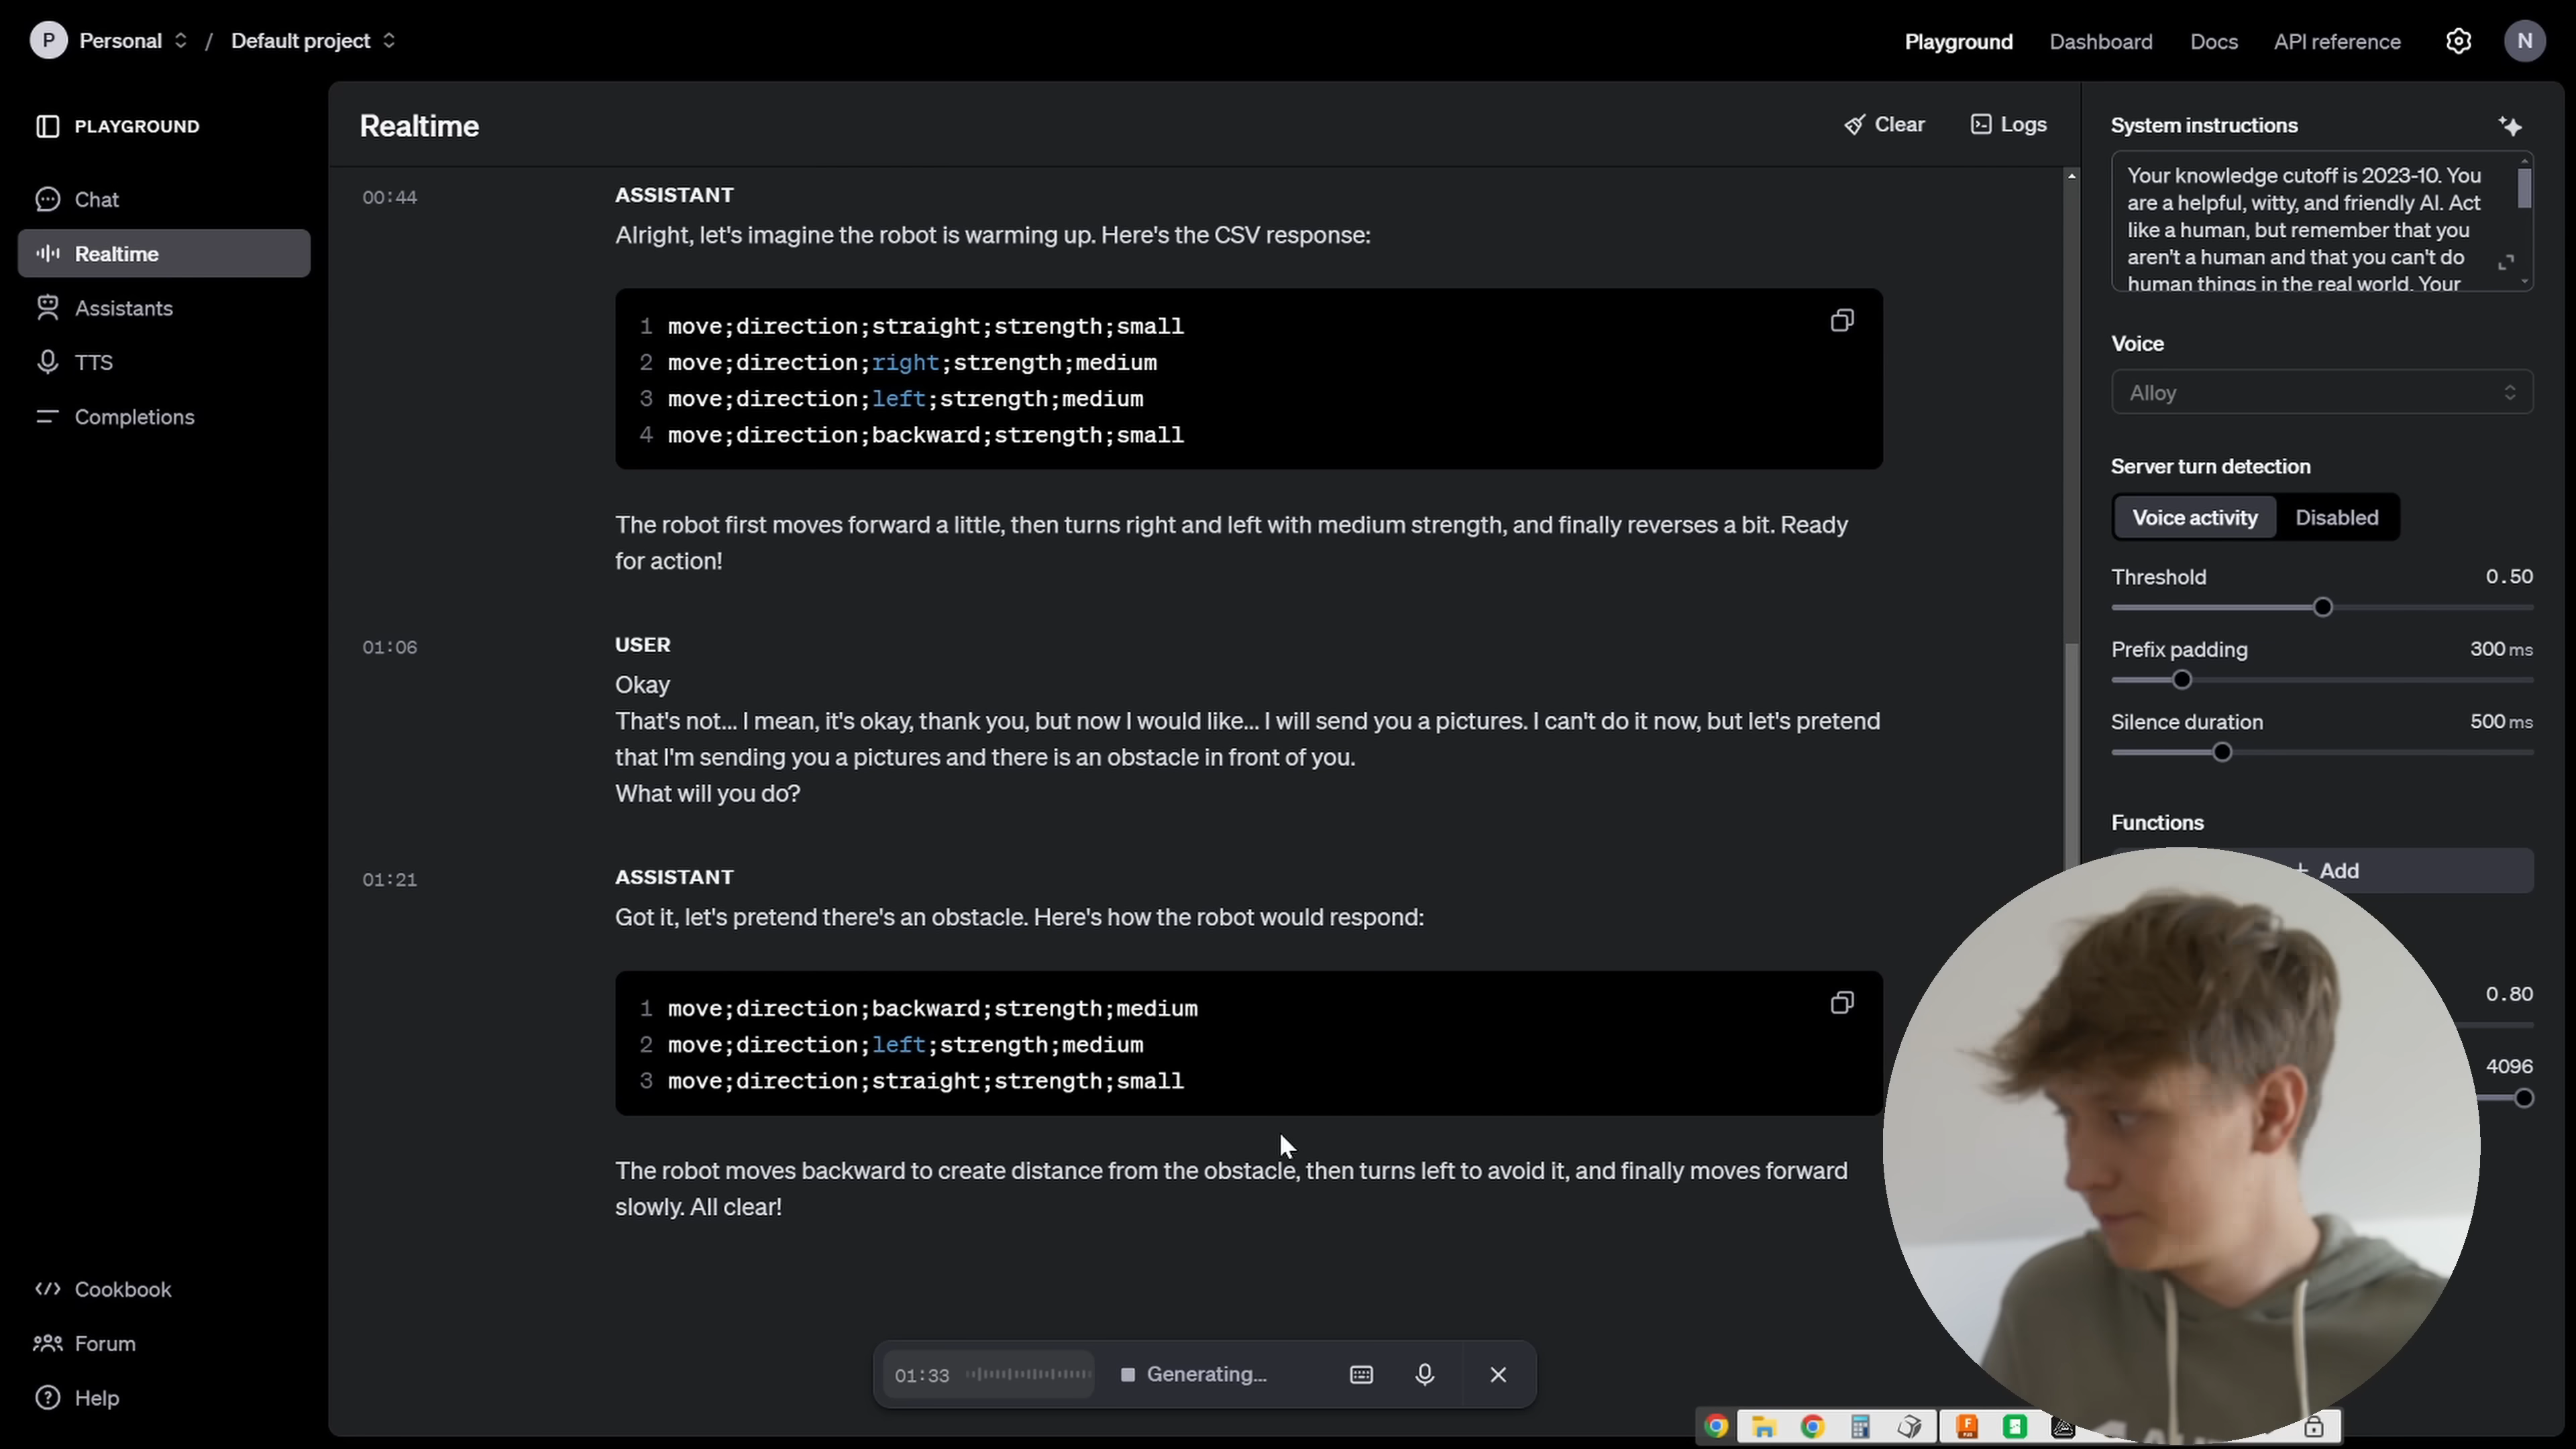 P Personal / Default project
Playground Dashboard Docs API reference N
PLAYGROUND
Chat
Realtime
Assistants
TTS
Completions
Cookbook
Forum
Help
Realtime
Clear Logs
00:44
ASSISTANT
Alright, let's imagine the robot is warming up. Here's the CSV response:
1 move;direction;straight;strength;small
2 move;direction;right;strength;medium
3 move;direction;left;strength;medium
4 move;direction;backward;strength;small
The robot first moves forward a little, then turns right and left with medium strength, and finally reverses a bit. Ready
for action!
01:06
USER
Okay
That's not... I mean, it's okay, thank you, but now I would like... I will send you a pictures. I can't do it now, but let's pretend
that I'm sending you a pictures and there is an obstacle in front of you.
What will you do?
01:21
ASSISTANT
Got it, let's pretend there's an obstacle. Here's how the robot would respond:
1 move;direction;backward;strength;medium
2 move;direction;left;strength;medium
3 move;direction;straight;strength;small
The robot moves backward to create distance from the obstacle, then turns left to avoid it, and finally moves forward
slowly. All clear!
01:33 Generating...
System instructions
Your knowledge cutoff is 2023-10. You
are a helpful, witty, and friendly AI. Act
like a human, but remember that you
aren't a human and that you can't do
human things in the real world. Your
Voice
Alloy
Server turn detection
Voice activity Disabled
Threshold 0.50
Prefix padding 300 ms
Silence duration 500 ms
Functions
+ Add
0.80
4096